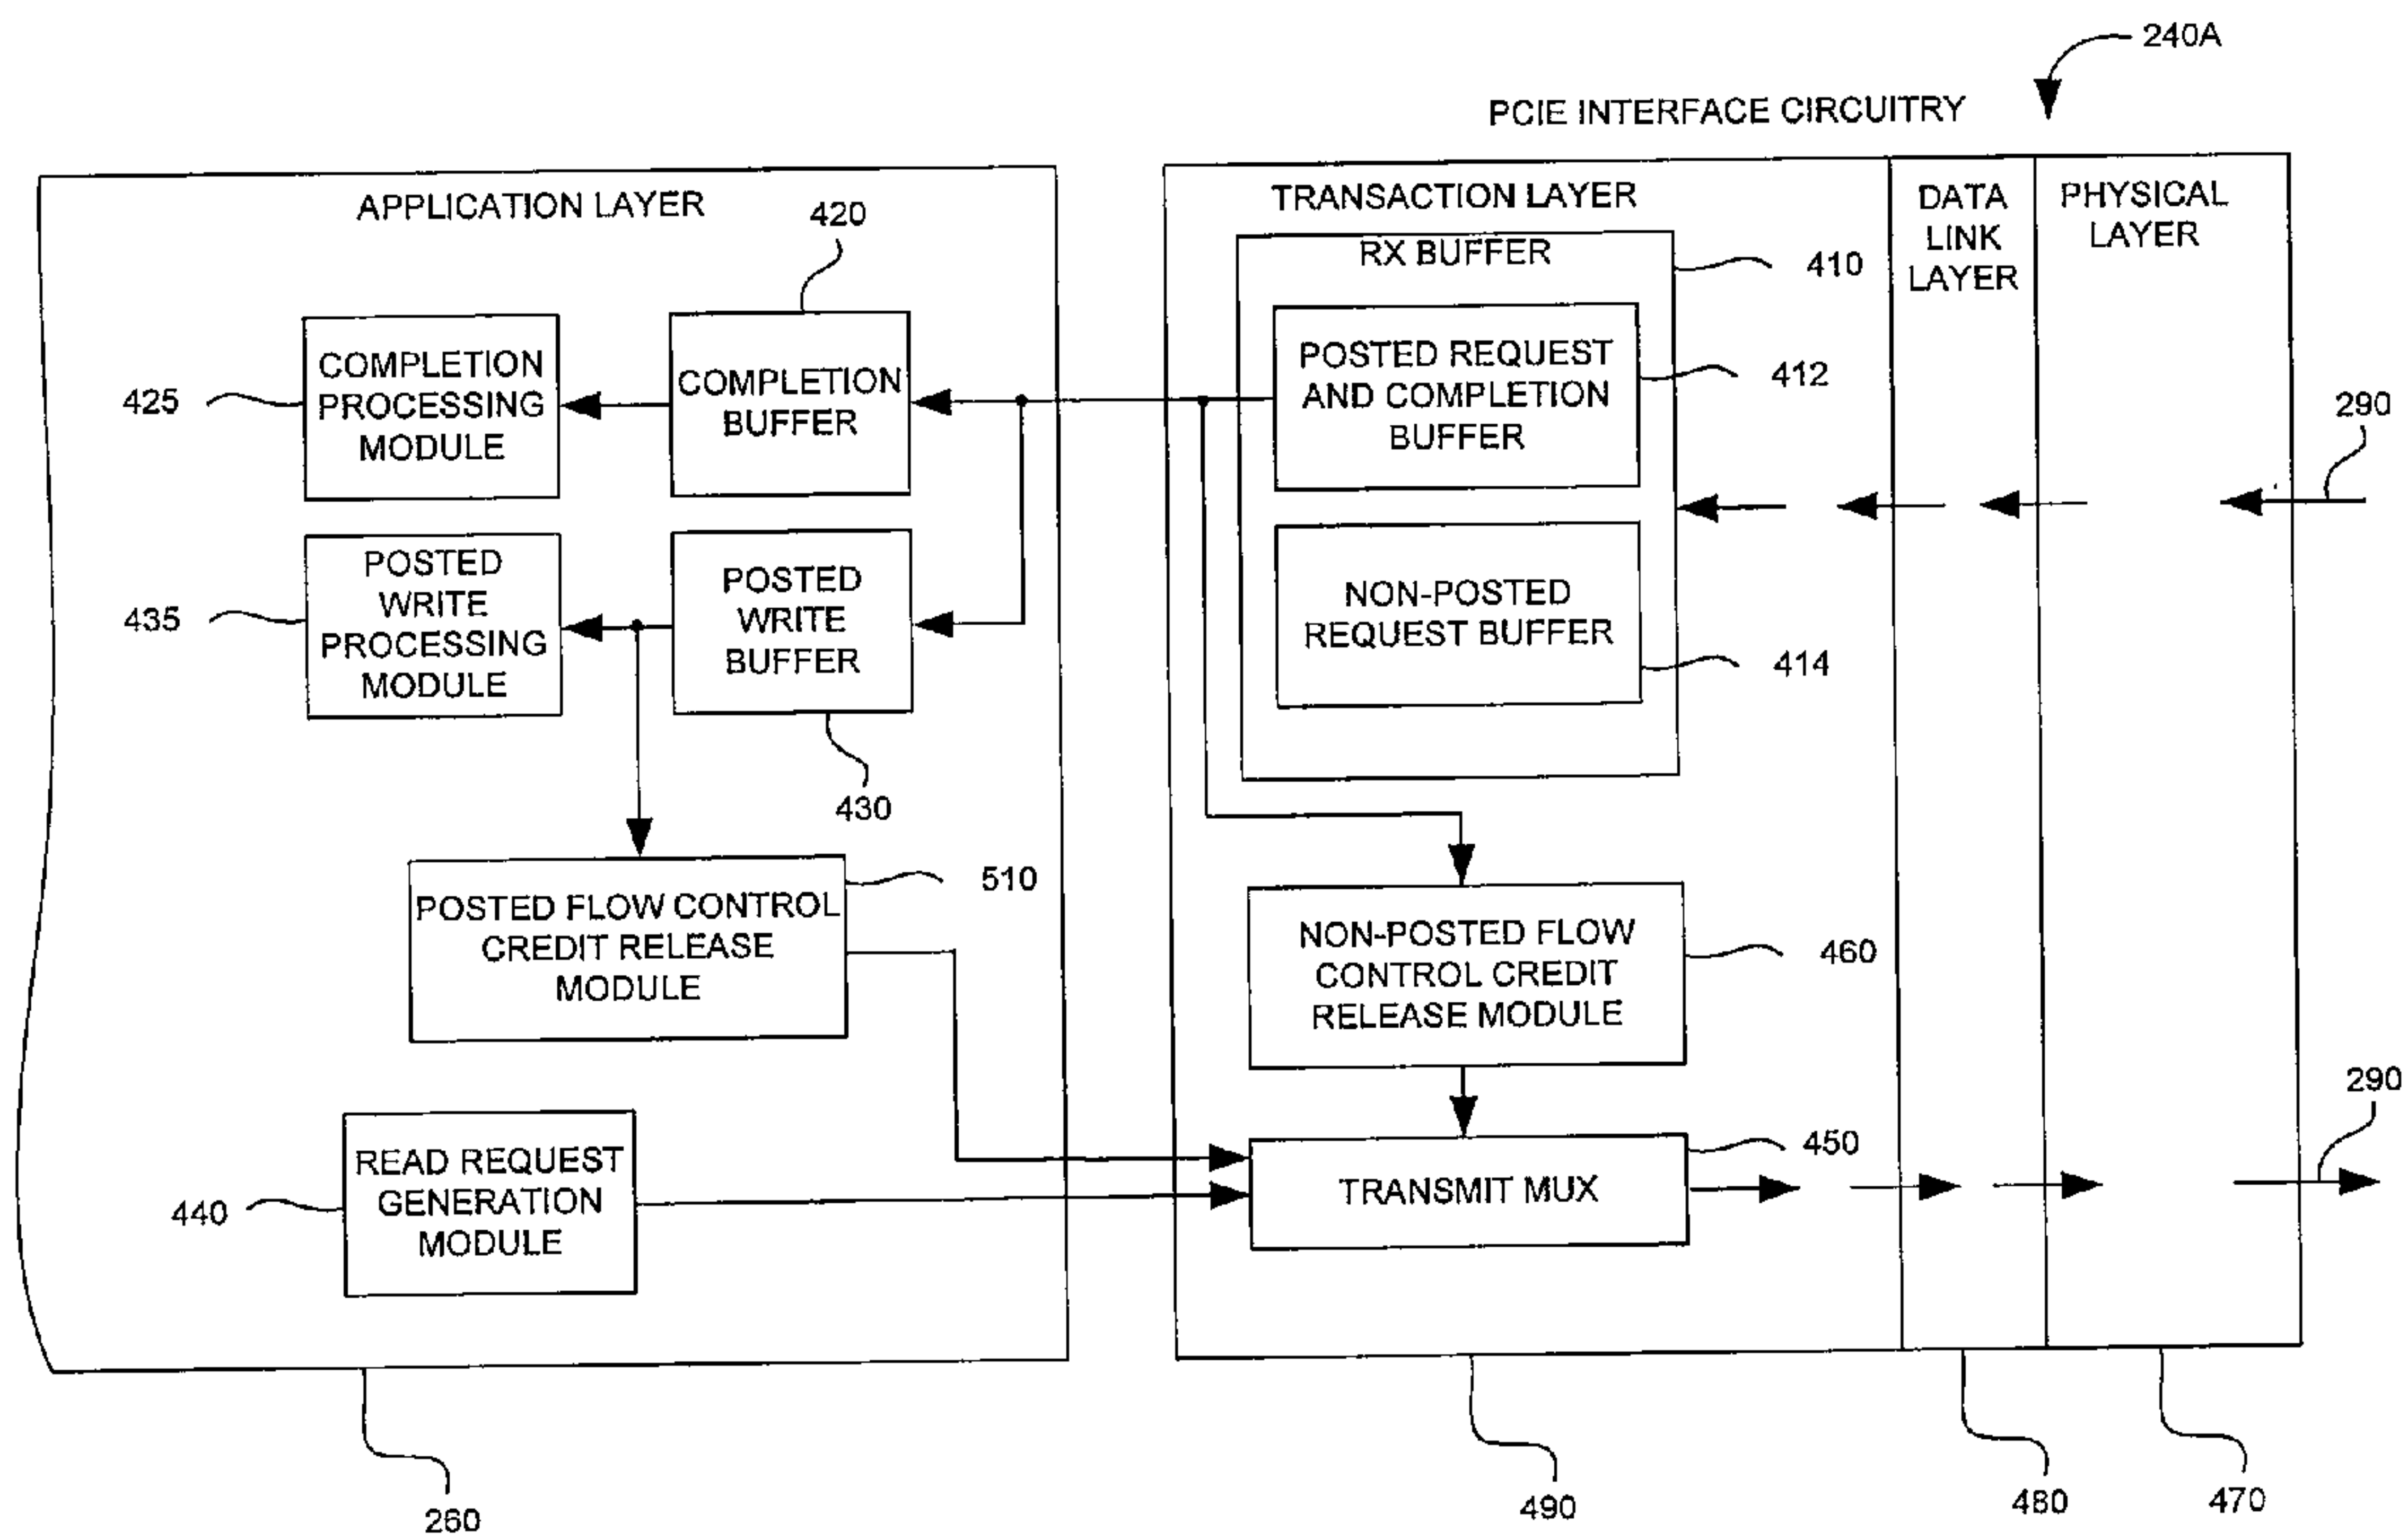 240A
PCIE INTERFACE CIRCUITRY
APPLICATION LAYER
420
COMPLETION
PROCESSING
MODULE
425
COMPLETION
BUFFER
POSTED
WRITE
PROCESSING
MODULE
435
POSTED
WRITE
BUFFER
430
POSTED FLOW CONTROL
CREDIT RELEASE
MODULE
510
READ REQUEST
GENERATION
MODULE
440
260
TRANSACTION LAYER
RX BUFFER
410
POSTED REQUEST
AND COMPLETION
BUFFER
412
NON-POSTED
REQUEST BUFFER
414
NON-POSTED FLOW
CONTROL CREDIT
RELEASE MODULE
460
TRANSMIT MUX
450
490
DATA
LINK
LAYER
480
PHYSICAL
LAYER
470
290
290